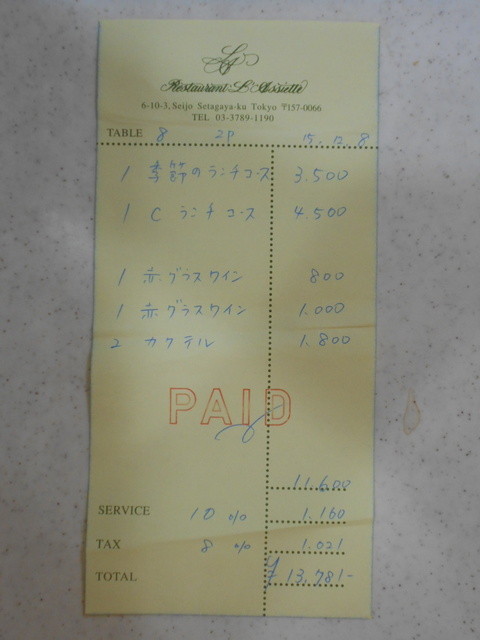 Restaurant L'Assiette
6-10-3, Seijo Setagaya-ku Tokyo 〒157-0066
TEL 03-3789-1190
TABLE 8 2P 15.12.8
1 季節のランチコース 3.500
1 C ランチコース 4.500
1 赤グラスワイン 800
1 赤グラスワイン 1.000
2 カクテル 1.800
PAID
11,600
SERVICE 10 % 1.160
TAX 8 % 1.021
TOTAL ¥13.781-